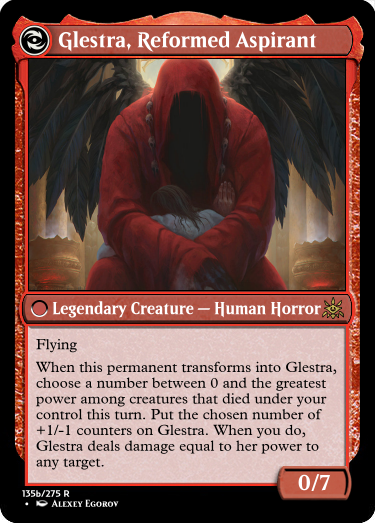 Glestra, Reformed Aspirant
Legendary Creature — Human Horror
Flying
When this permanent transforms into Glestra,
choose a number between 0 and the greatest
power among creatures that died under your
control this turn. Put the chosen number of
+1/-1 counters on Glestra. When you do,
Glestra deals damage equal to her power to
any target.
0/7
135b/275 R
• Alexey Egorov